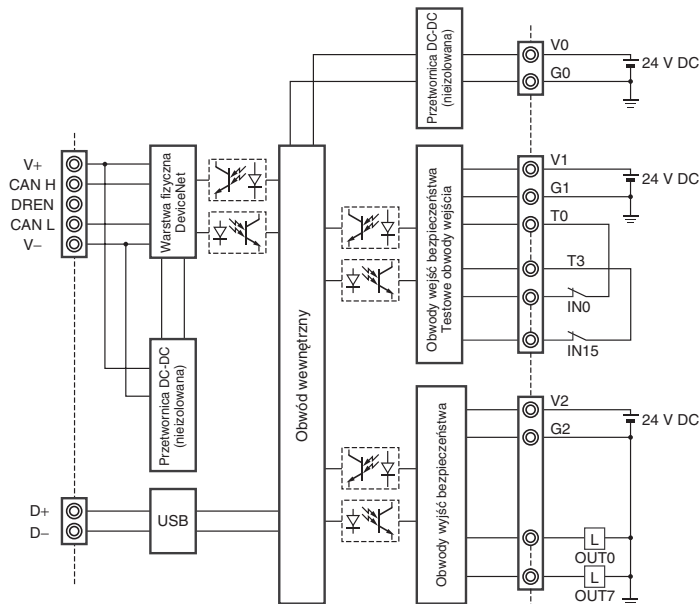 V+
CAN H
DREN
CAN L
V–
Warstwa fizyczna
DeviceNet
Przetwornica DC-DC
(nieizolowana)
D+
D–
USB
Obwód wewnętrzny
Przetwornica DC-DC
(nieizolowana)
V0
G0
24 V DC
Obwody wejść bezpieczeństwa
Testowe obwody wejścia
V1
G1
T0
T3
IN0
IN15
24 V DC
Obwody wyjść bezpieczeństwa
V2
G2
24 V DC
L
OUT0
L
OUT7